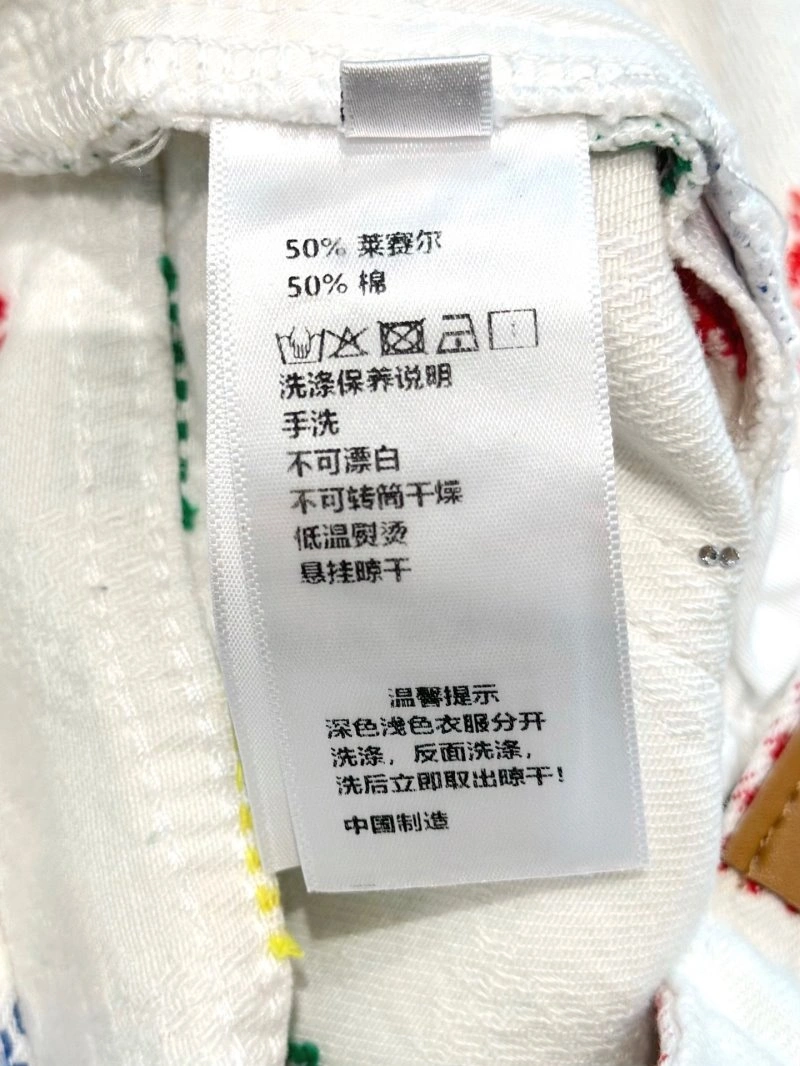 50% 莱赛尔
50% 棉
洗涤保养说明
手洗
不可漂白
不可转筒干燥
低温熨烫
悬挂晾干
温馨提示
深色浅色衣服分开
洗涤，反面洗涤，
洗后立即取出晾干！
中国制造